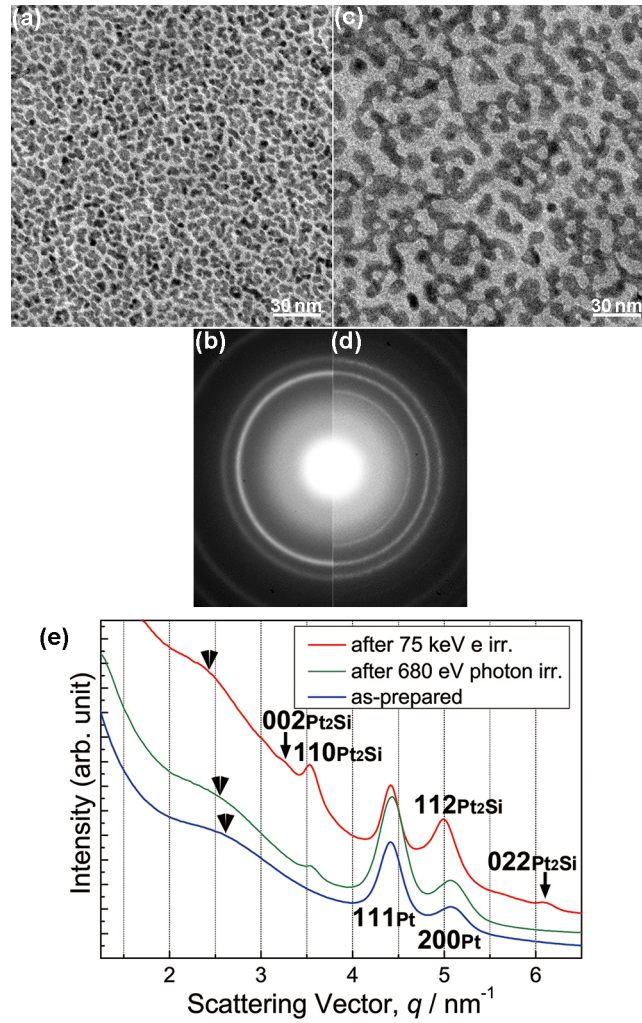 (a) (c)
30 nm 30 nm
(b) (d)
(e)
after 75 keV e irr.
after 680 eV photon irr.
as-prepared
002Pt₂Si
110Pt₂Si
112Pt₂Si
022Pt₂Si
111Pt
200Pt
Intensity (arb. unit)
2 3 4 5 6
Scattering Vector, q / nm⁻¹